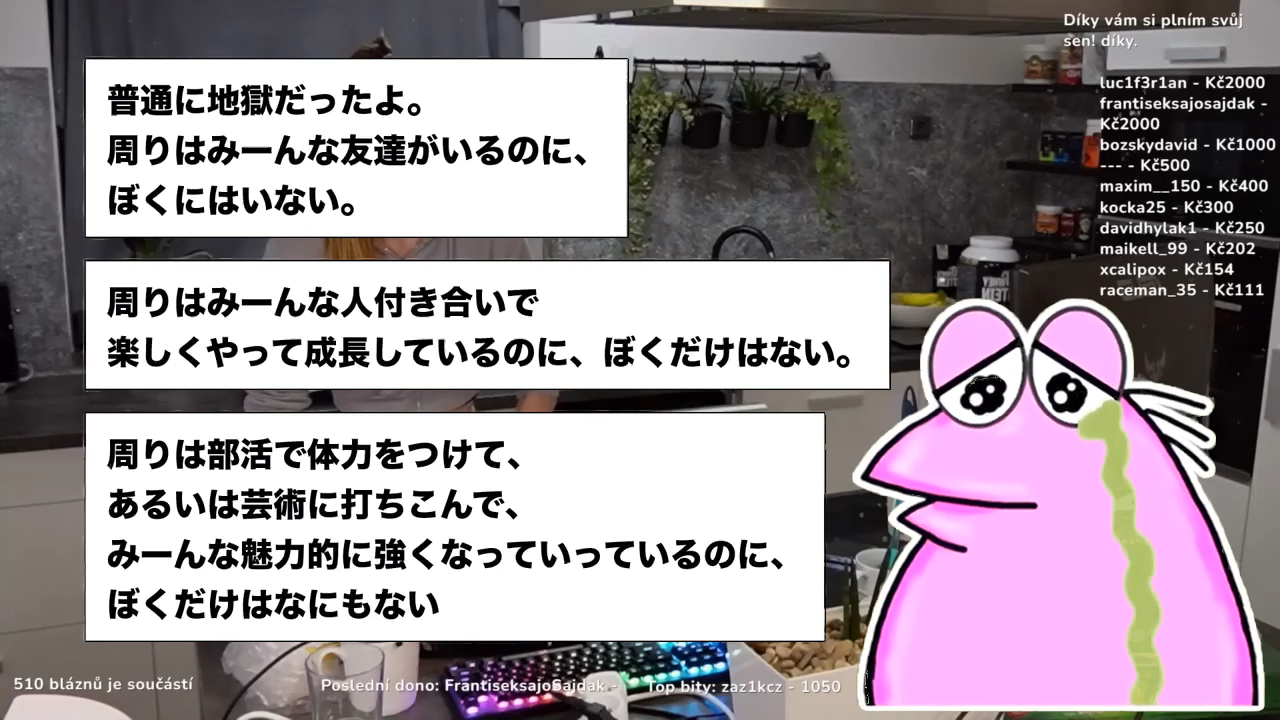 Díky vám si plním svůj
sen! díky.
luc1f3r1an - Kč2000
frantiseksajosajdak -
Kč2000
bozskydavid - Kč1000
--- - Kč500
maxim__150 - Kč400
kocka25 - Kč300
davidhylak1 - Kč250
maikell_99 - Kč202
xcalipox - Kč154
raceman_35 - Kč111
普通に地獄だったよ。
周りはみーんな友達がいるのに、
ぼくにはいない。
周りはみーんな人付き合いで
楽しくやって成長しているのに、ぼくだけはない。
周りは部活で体力をつけて、
あるいは芸術に打ちこんで、
みーんな魅力的に強くなっていっているのに、
ぼくだけはなにもない
510 bláznů je součástí
Poslední dono: FrantiseksajoSajdak -
Top bity: zaz1kcz - 1050